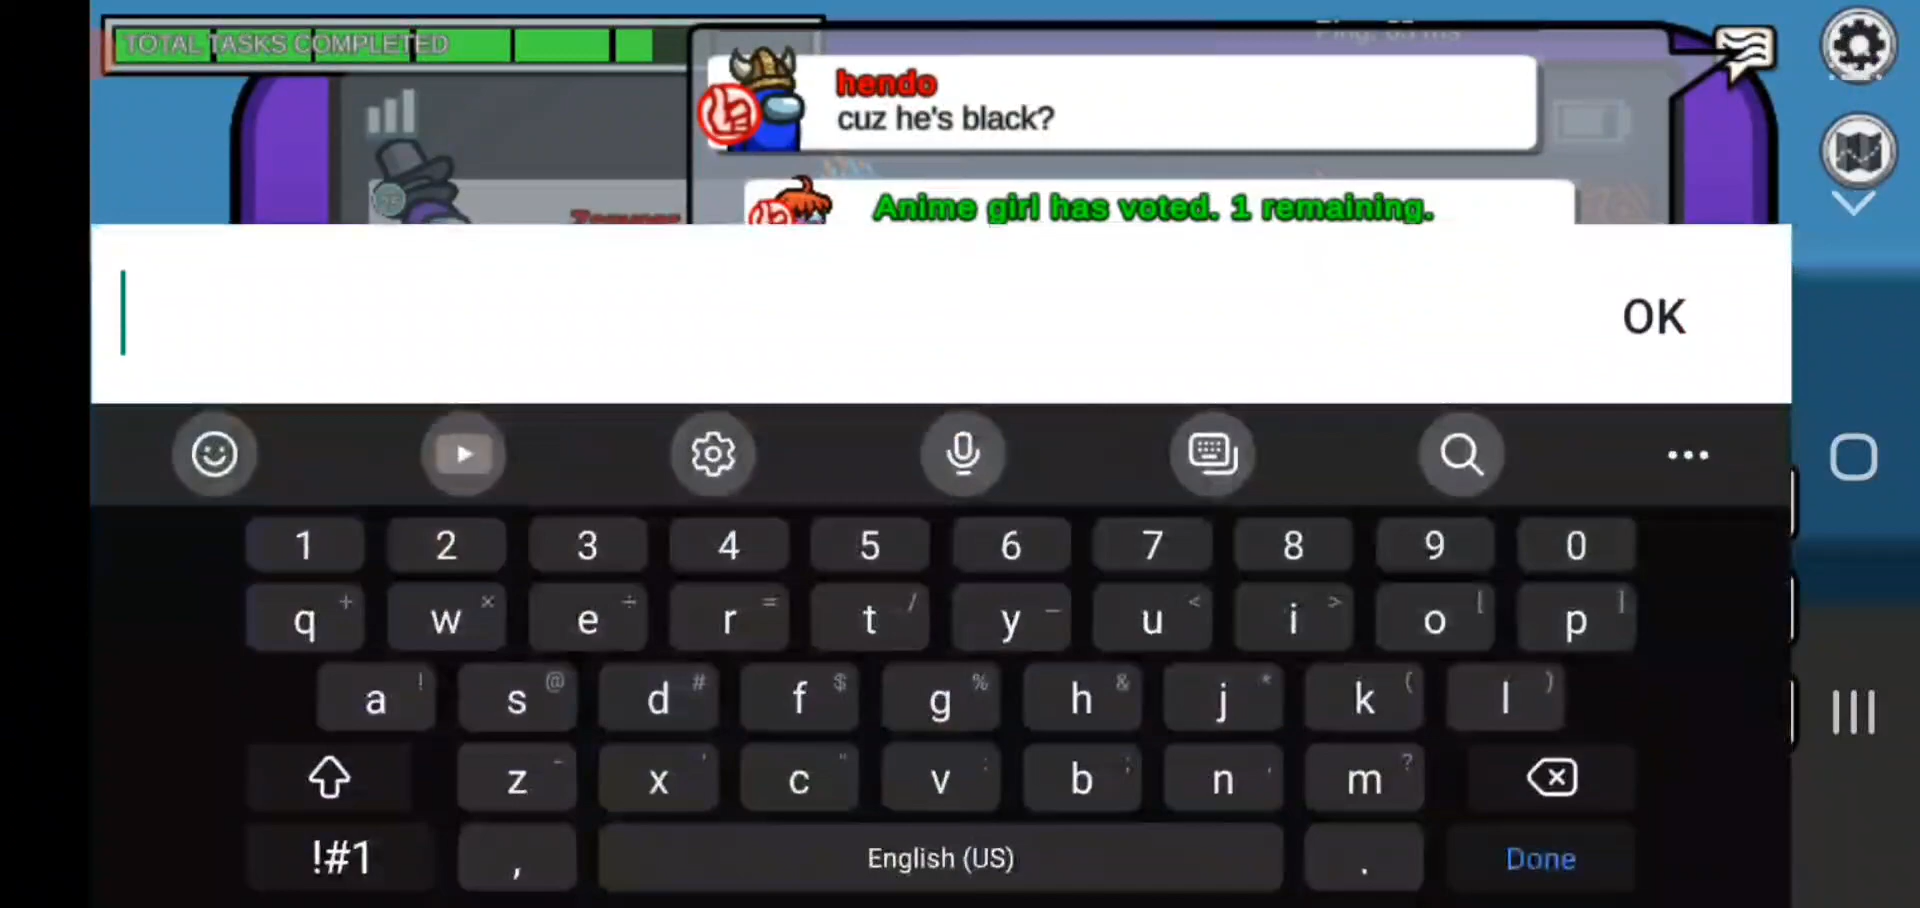 TOTAL TASKS COMPLETED
hendo
cuz he's black?
Anime girl has voted. 1 remaining.
OK
1 2 3 4 5 6 7 8 9 0
q + w × e ÷ r = t / y _ u < i > o [ p ]
a ! s @ d # f $ g % h & j * k ( l )
z - x ' c " v : b ; n , m ?
!#1 , English (US) . Done